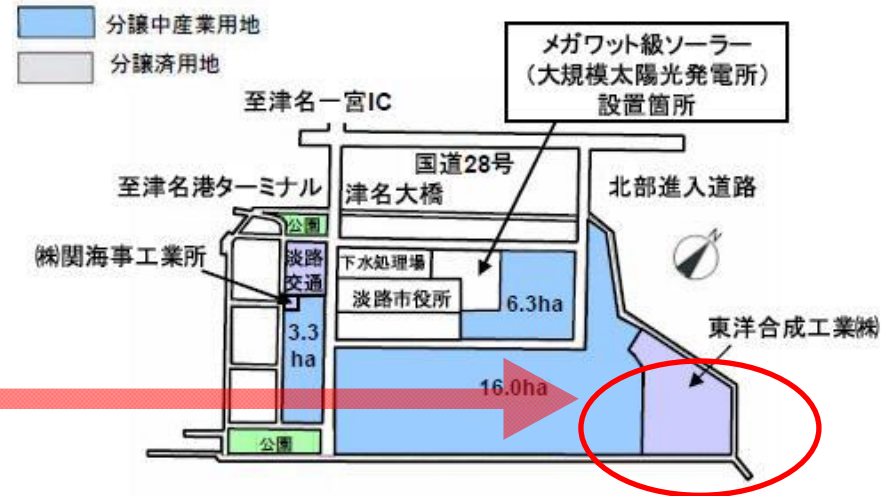 分譲中産業用地
分譲済用地
メガワット級ソーラー
（大規模太陽光発電所）
設置箇所
至津名一宮IC
国道28号
至津名港ターミナル
津名大橋
北部進入道路
公園
㈱関海事工業所
淡路
交通
下水処理場
淡路市役所
6.3ha
3.3
ha
東洋合成工業㈱
16.0ha
公園
N